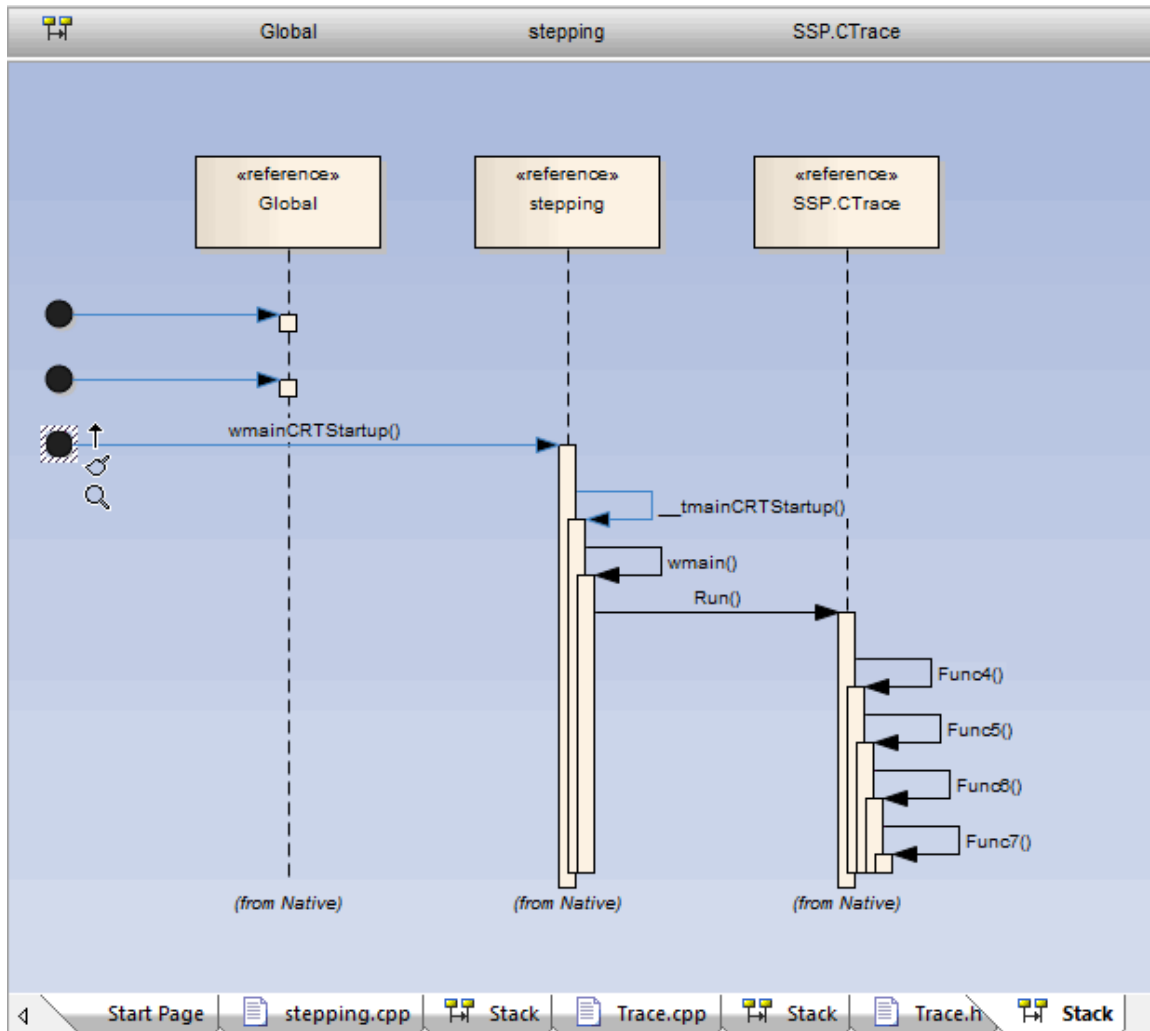 Global stepping SSP.CTrace
«reference» «reference» «reference»
Global stepping SSP.CTrace
wmainCRTStartup()
__tmainCRTStartup()
wmain()
Run()
Func4()
Func5()
Func6()
Func7()
(from Native) (from Native) (from Native)
Start Page stepping.cpp Stack Trace.cpp Stack Trace.h Stack